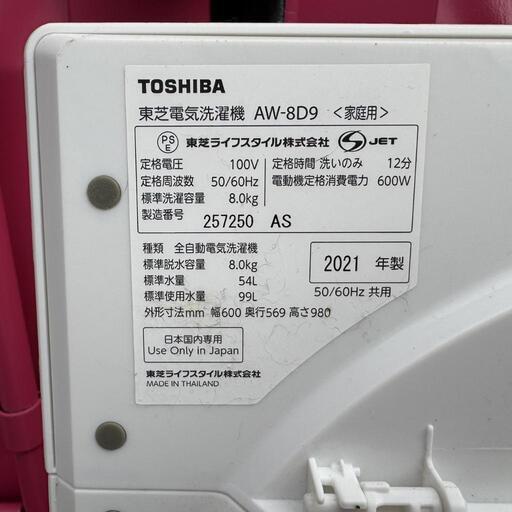 TOSHIBA
東芝電気洗濯機 AW-8D9 <家庭用>
PS E 東芝ライフスタイル株式会社 S JET
定格電圧 100V 定格時間 洗いのみ 12分
定格周波数 50/60Hz 電動機定格消費電力 600W
標準洗濯容量 8.0kg
製造番号 257250 AS
種類 全自動電気洗濯機
標準脱水容量 8.0kg
標準水量 54L
標準使用水量 99L
2021 年製
50/60Hz 共用
外形寸法mm 幅600 奥行569 高さ980
日本国内専用
Use Only in Japan
東芝ライフスタイル株式会社
MADE IN THAILAND